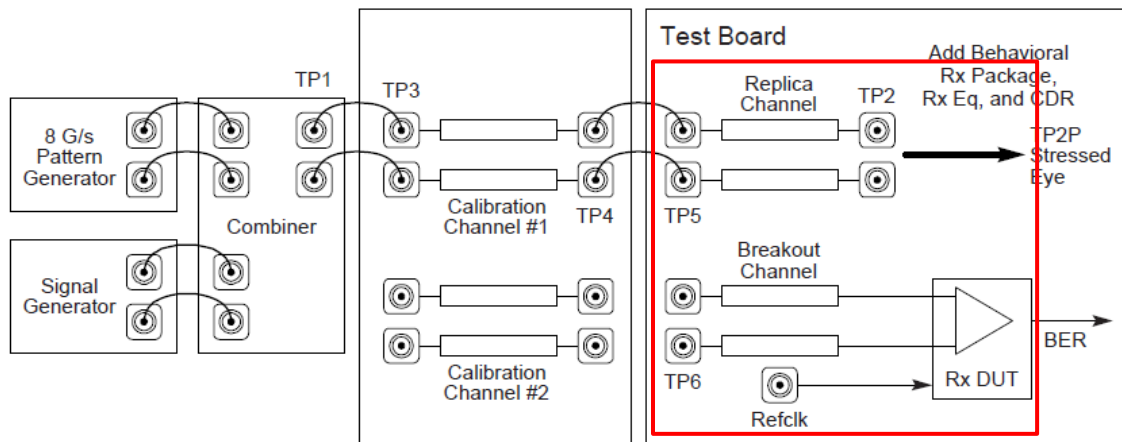 Test Board
Add Behavioral
Rx Package,
Rx Eq, and CDR
TP1
TP3
Replica
Channel
TP2
8 G/s
Pattern
Generator
TP2P
Stressed
Eye
Combiner
Calibration
Channel #1
TP4
TP5
Signal
Generator
Breakout
Channel
BER
Calibration
Channel #2
TP6
Rx DUT
Refclk